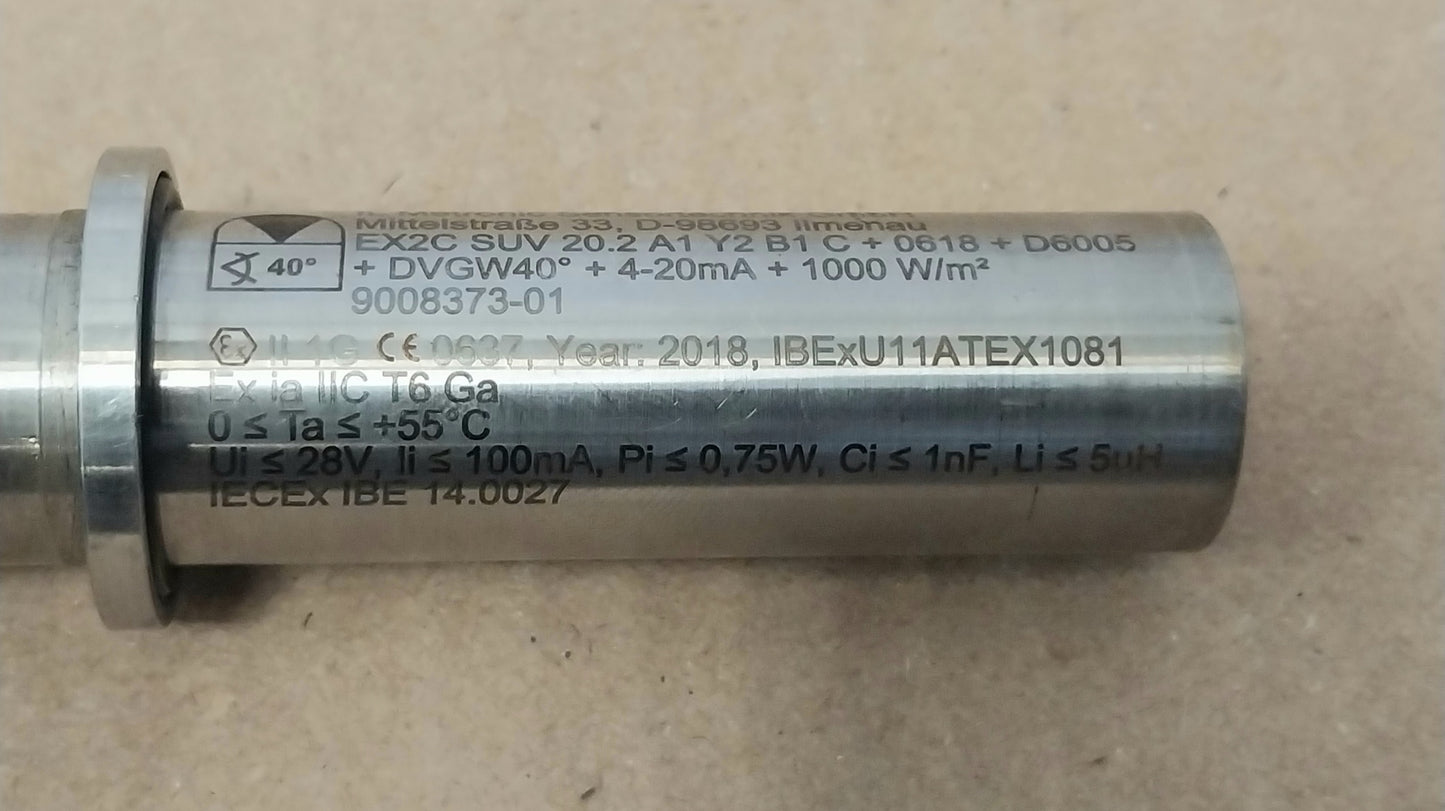 Mittelstraße 33, D-98693 Ilmenau
EX2C SUV 20.2 A1 Y2 B1 C + 0618 + D6005
40° + DVGW40° + 4-20mA + 1000 W/m²
9008373-01
Ex II 1G CE 0637, Year: 2018, IBExU11ATEX1081
Ex ia IIC T6 Ga
0 ≤ Ta ≤ +55°C
Ui ≤ 28V, Ii ≤ 100mA, Pi ≤ 0,75W, Ci ≤ 1nF, Li ≤ 5uH
IECEx IBE 14.0027